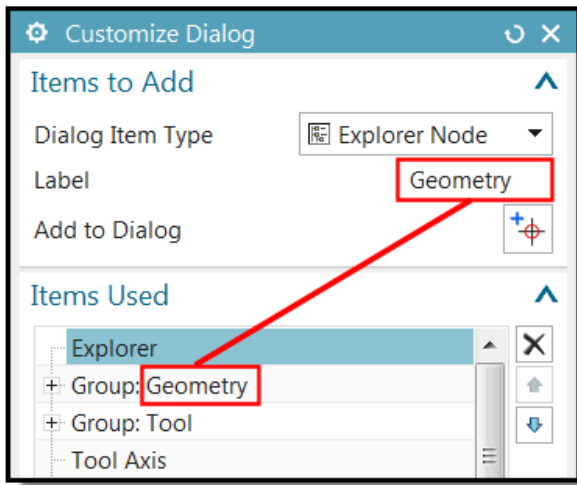 Customize Dialog
Items to Add
Dialog Item Type Explorer Node
Label Geometry
Add to Dialog
Items Used
Explorer
Group: Geometry
Group: Tool
Tool Axis